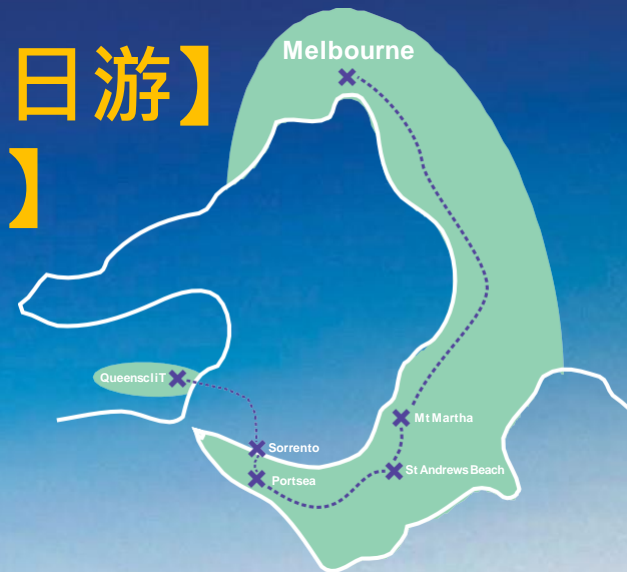 日游】
】
Melbourne
QueenscliT
Mt Martha
Sorrento
St Andrews Beach
Portsea